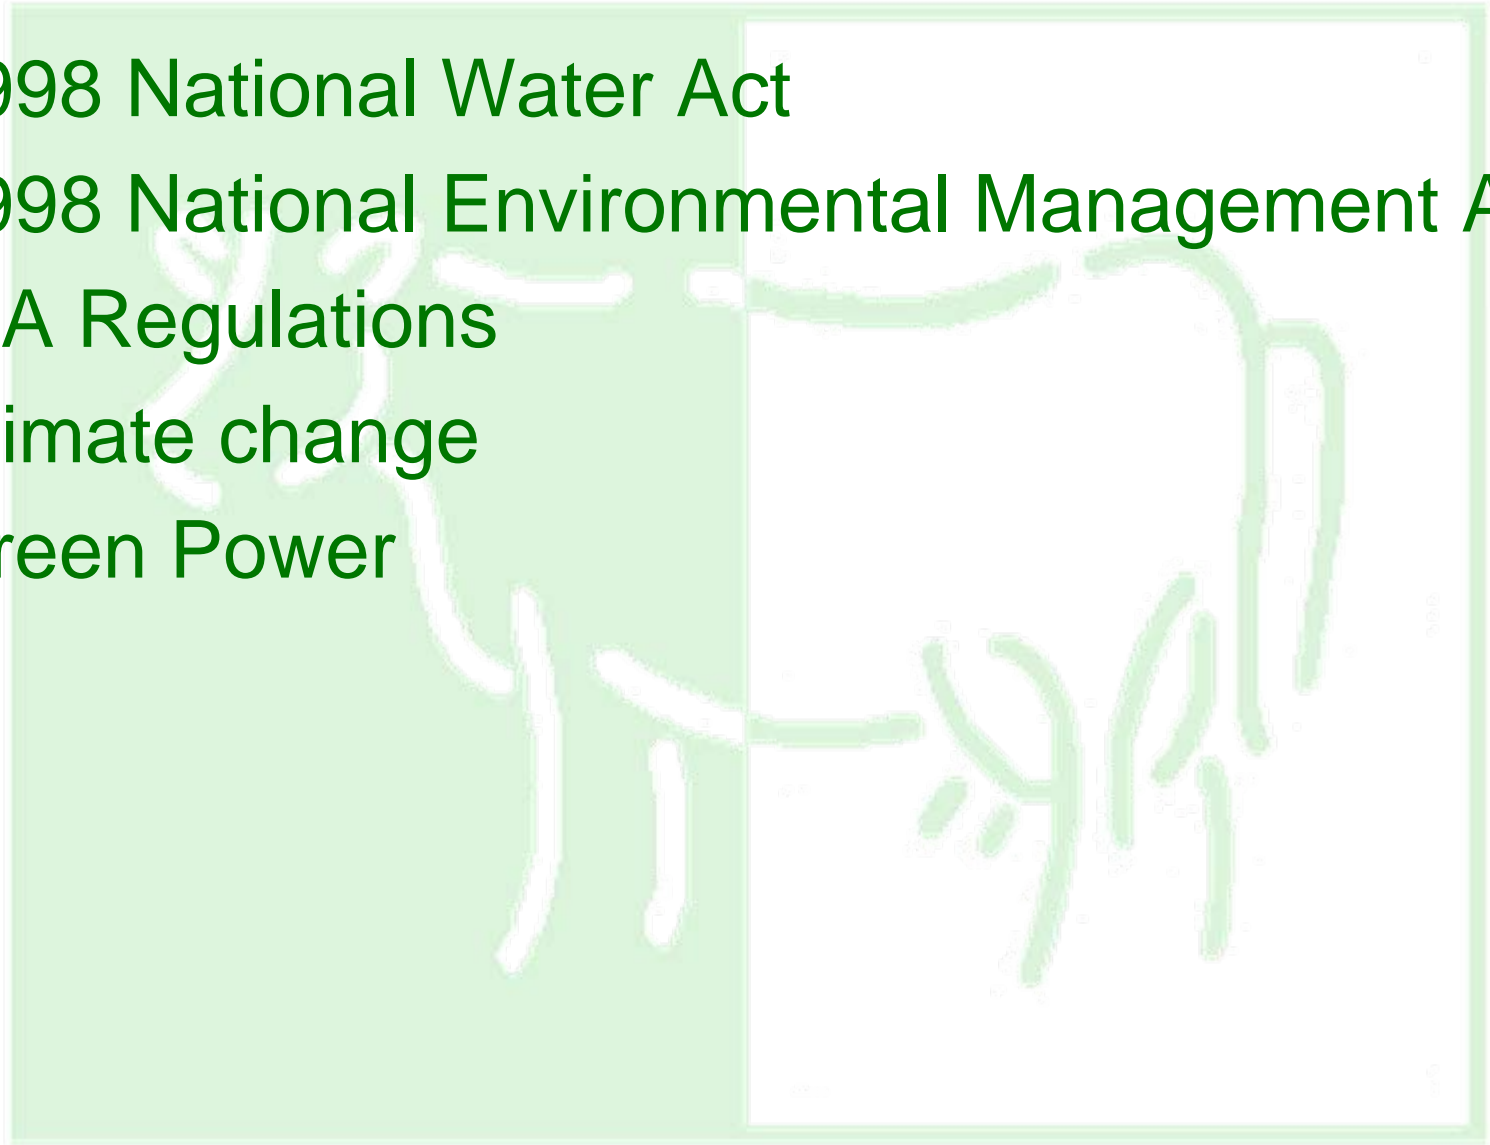 998 National Water Act
998 National Environmental Management A
A Regulations
imate change
reen Power